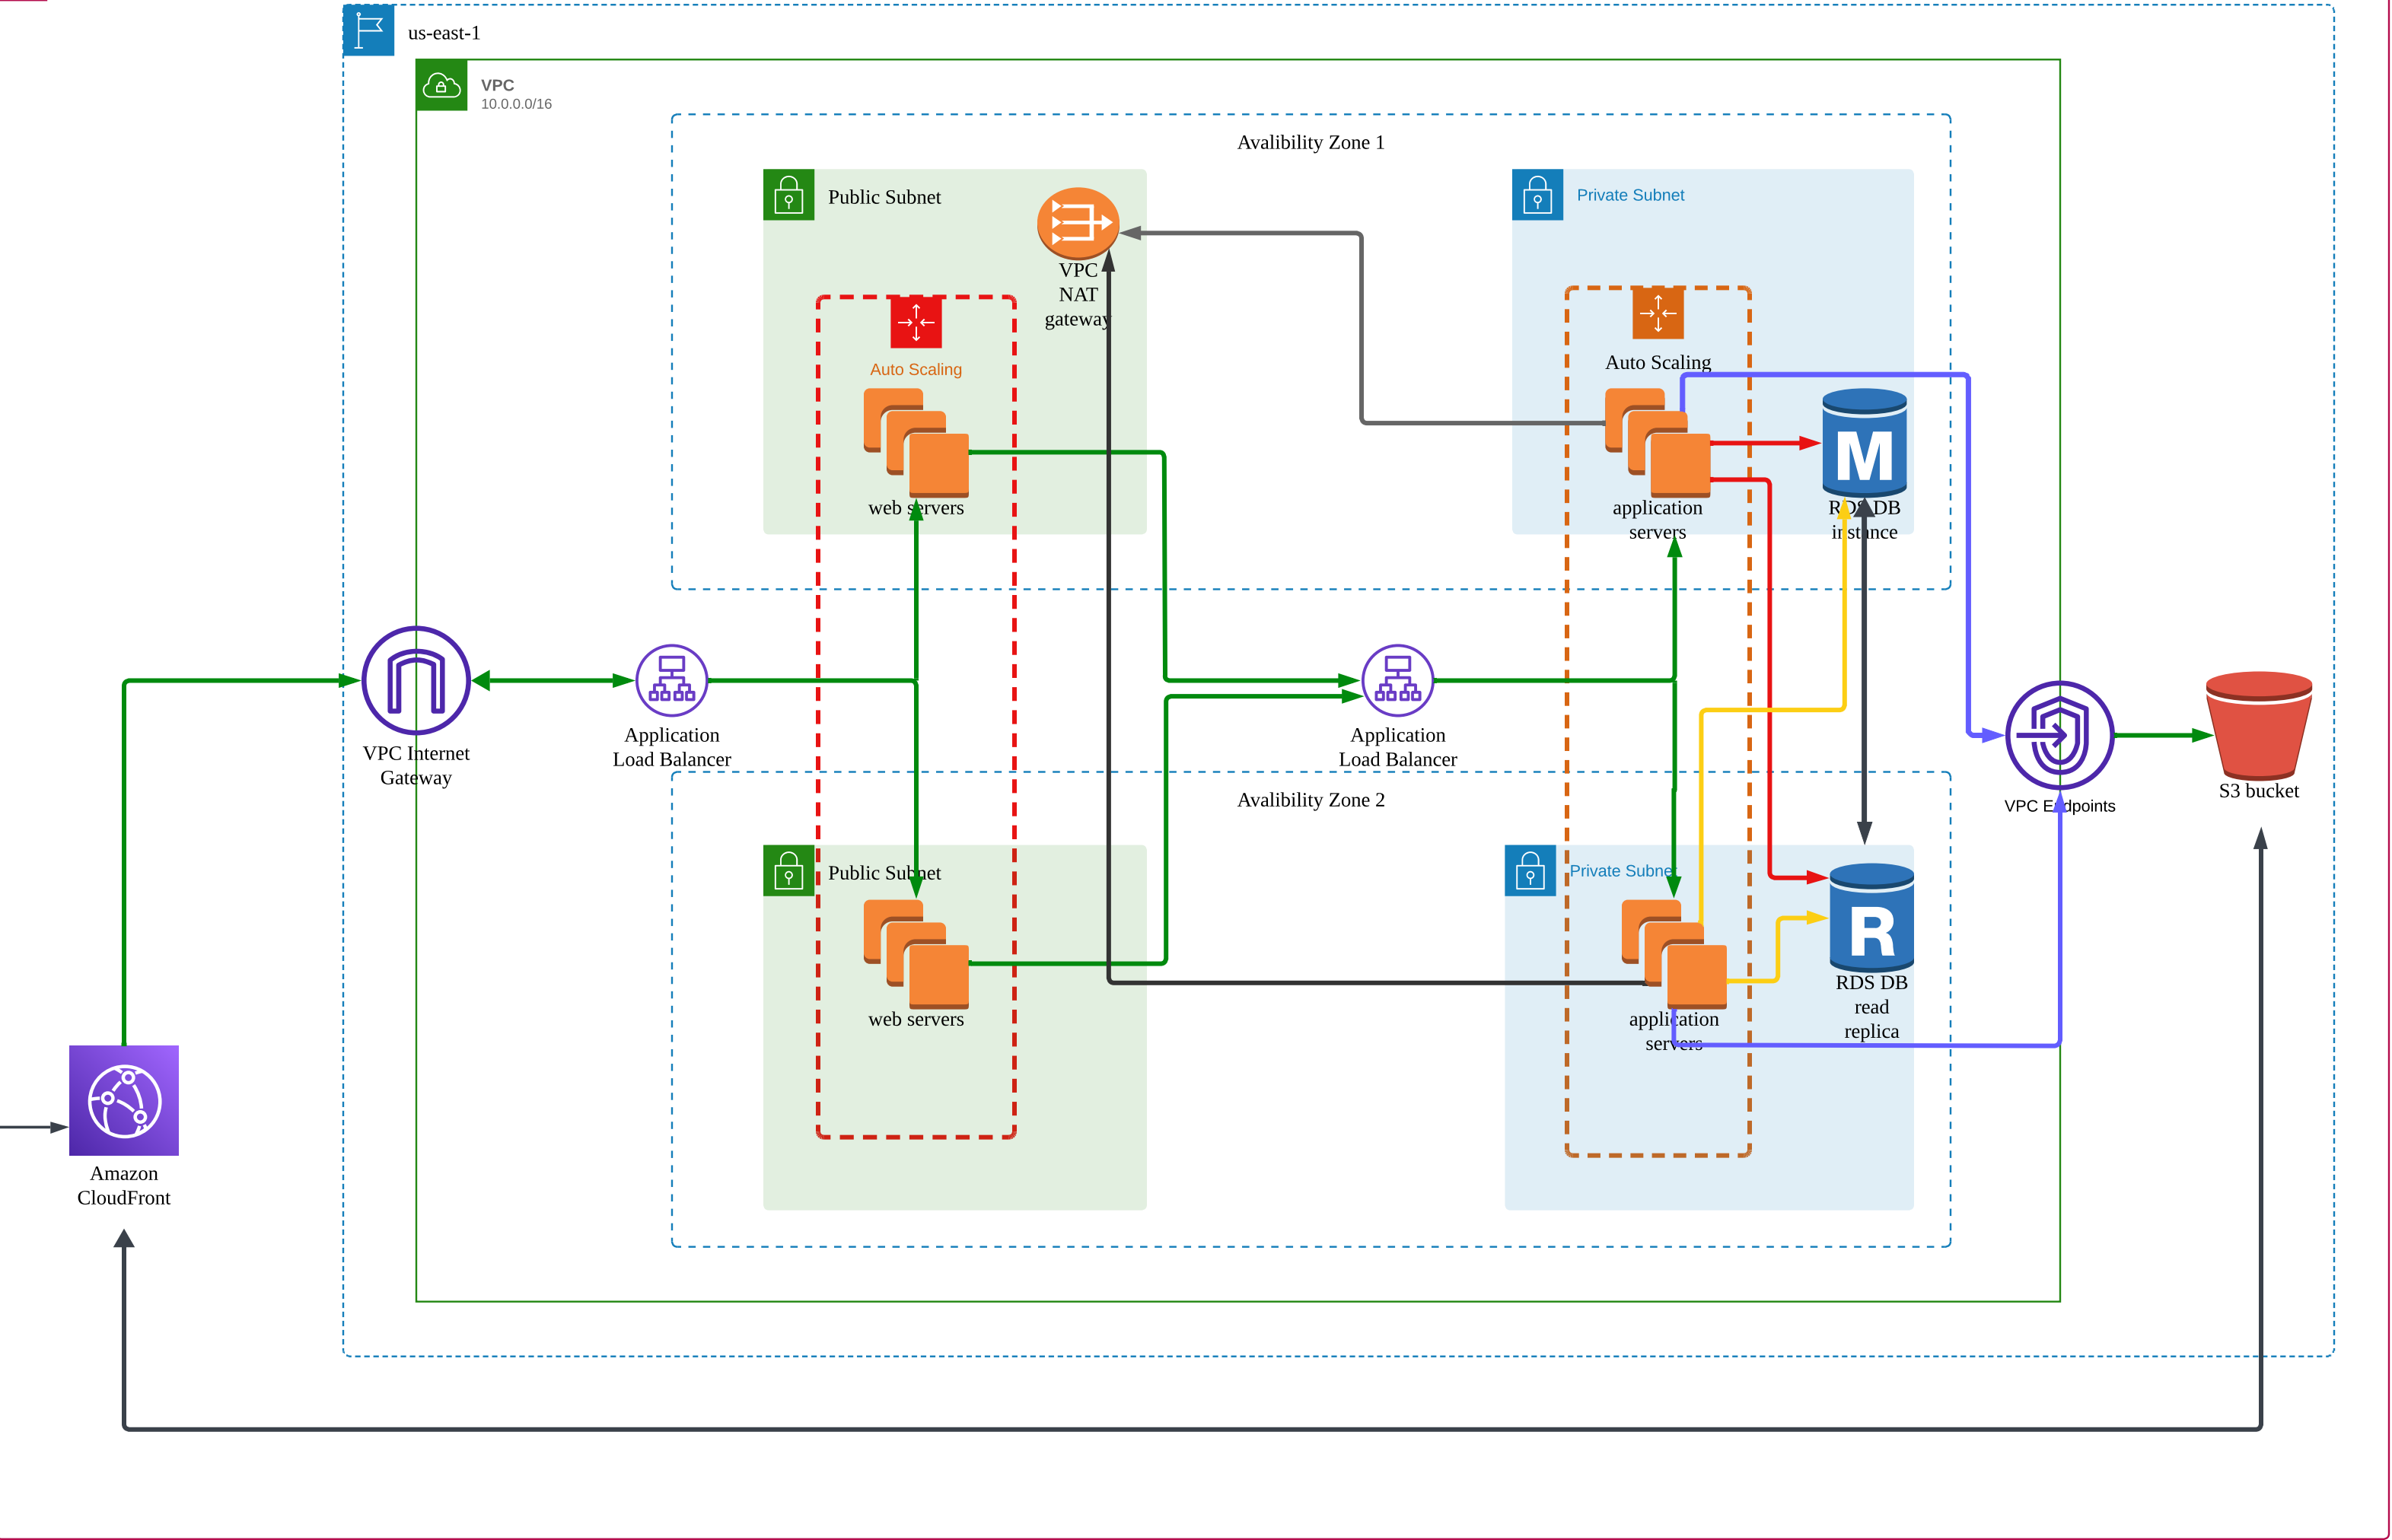 us-east-1
VPC
10.0.0.0/16
Avalibility Zone 1
Public Subnet
VPC
NAT
gateway
Auto Scaling
web servers
Private Subnet
Auto Scaling
application
servers
M
RDS DB
instance
VPC Internet
Gateway
Application
Load Balancer
Application
Load Balancer
VPC Endpoints
S3 bucket
Avalibility Zone 2
Public Subnet
web servers
Private Subnet
application
servers
R
RDS DB
read
replica
Amazon
CloudFront